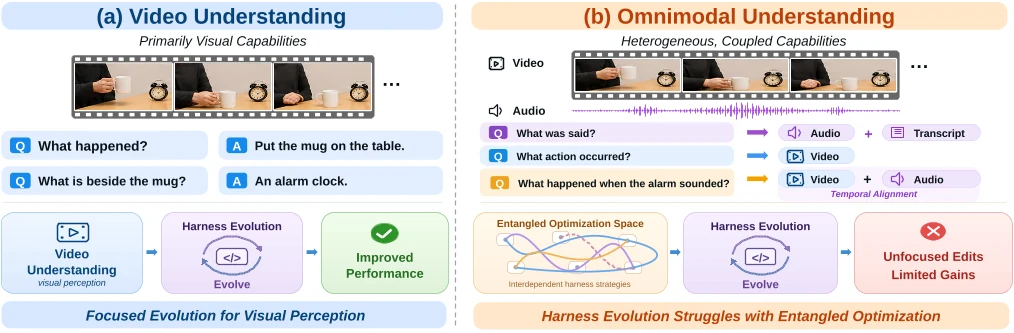 (a) Video Understanding
Primarily Visual Capabilities
...
Q What happened?
A Put the mug on the table.
Q What is beside the mug?
A An alarm clock.
Video
Understanding
visual perception
Harness Evolution
</>
Evolve
Improved
Performance
Focused Evolution for Visual Perception
(b) Omnimodal Understanding
Heterogeneous, Coupled Capabilities
Video
...
Audio
Q What was said?
Audio + Transcript
Q What action occurred?
Video
Q What happened when the alarm sounded?
Video + Audio
Temporal Alignment
Entangled Optimization Space
Interdependent harness strategies
Harness Evolution
</>
Evolve
Unfocused Edits
Limited Gains
Harness Evolution Struggles with Entangled Optimization